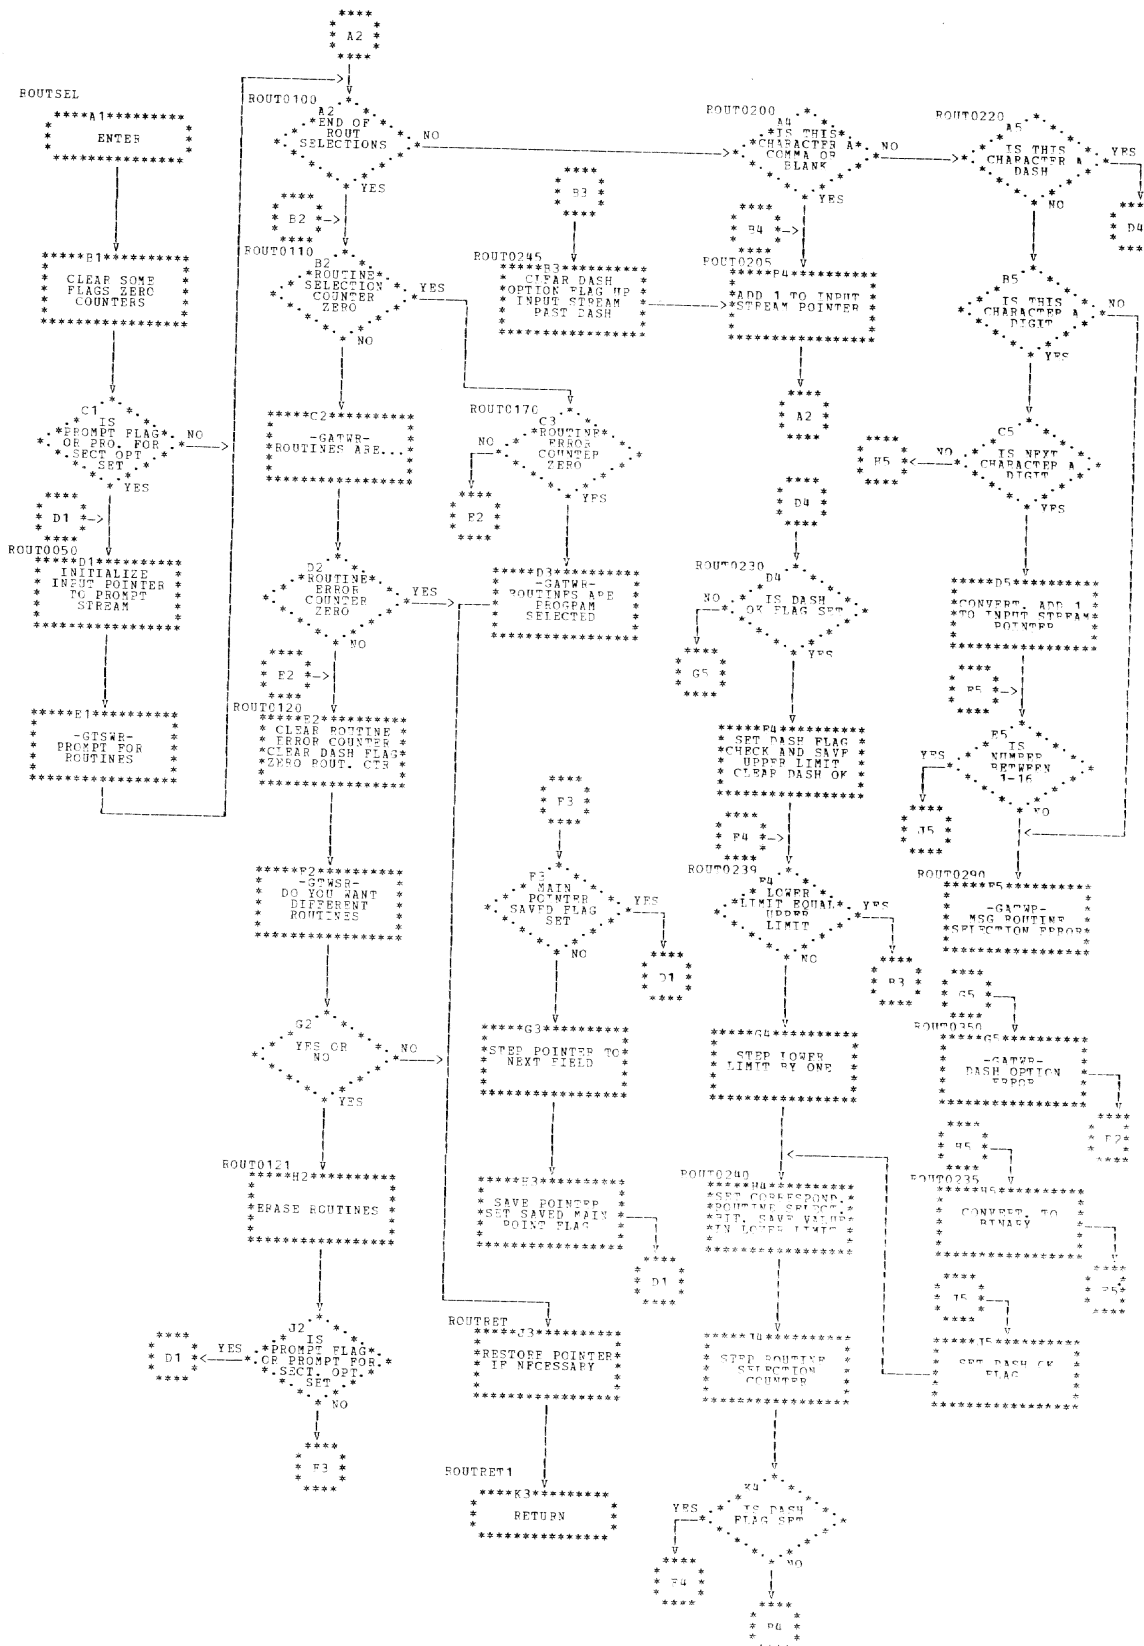 A2
ROUTSEL
A1
ENTER
B1
CLEAR SOME
FLAGS ZERO
COUNTERS
C1
IS
PROMPT FLAG
OR PRO. FOR
SECT OPT
SET
NO
YES
D1
ROUT0050
D1
INITIALIZE
INPUT POINTER
TO PROMPT
STREAM
E1
-GTSWR-
PROMPT FOR
ROUTINES
ROUT0100
A2
END OF
ROUT
SELECTIONS
NO
YES
B2
ROUT0110
B2
ROUTINE
SELECTION
COUNTER
ZERO
YES
NO
C2
-GATWR-
ROUTINES ARE...
D2
ROUTINE
ERROR
COUNTER
ZERO
YES
NO
E2
ROUT0120
E2
CLEAR ROUTINE
ERROR COUNTER
CLEAR DASH FLAG
ZERO ROUT. CTR
F2
-GTWSR-
DO YOU WANT
DIFFERENT
ROUTINES
G2
YES OR
NO
NO
YES
ROUT0121
H2
ERASE ROUTINES
J2
IS
PROMPT FLAG
OR PROMPT FOR
SECT. OPT.
SET
YES
D1
NO
F3
B3
ROUT0245
B3
CLEAR DASH
OPTION FLAG UP
INPUT STREAM
PAST DASH
ROUT0170
C3
ROUTINE
ERROR
COUNTER
ZERO
NO
E2
YES
D3
-GATWR-
ROUTINES ARE
PROGRAM
SELECTED
F3
F3
MAIN
POINTER
SAVED FLAG
SET
YES
D1
NO
G3
STEP POINTER TO
NEXT FIELD
H3
SAVE POINTER
SET SAVED MAIN
POINT FLAG
D1
ROUTRET
J3
RESTORE POINTER
IF NECESSARY
ROUTRET1
K3
RETURN
ROUT0200
A4
IS THIS
CHARACTER A
COMMA OR
BLANK
NO
YES
B4
ROUT0205
B4
ADD 1 TO INPUT
STREAM POINTER
A2
D4
ROUT0230
D4
IS DASH
OK FLAG SET
NO
G5
YES
E4
SET DASH FLAG
CHECK AND SAVE
UPPER LIMIT
CLEAR DASH OK
F4
ROUT0239
F4
LOWER
LIMIT EQUAL
UPPER
LIMIT
YES
B3
NO
G4
STEP LOWER
LIMIT BY ONE
ROUT0240
H4
SET CORRESPOND.
ROUTINE SELECT.
BIT. SAVE VALUE
IN LOWER LIMIT
J4
STEP ROUTINE
SELECTION
COUNTER
K4
IS DASH
FLAG SET
YES
F4
NO
B4
ROUT0220
A5
IS THIS
CHARACTER A
DASH
YES
D4
NO
B5
IS THIS
CHARACTER A
DIGIT
NO
YES
C5
IS NEXT
CHARACTER A
DIGIT
NO
H5
YES
D5
CONVERT, ADD 1
TO INPUT STREAM
POINTER
E5
E5
IS
NUMBER
BETWEEN
1-16
YES
J5
NO
ROUT0290
F5
-GATWR-
MSG ROUTINE
SELECTION ERROR
G5
ROUT0350
G5
-GATWR-
DASH OPTION
ERROR
H5
ROUT0235
H5
CONVERT. TO
BINARY
E5
J5
J5
SET DASH OK
FLAG